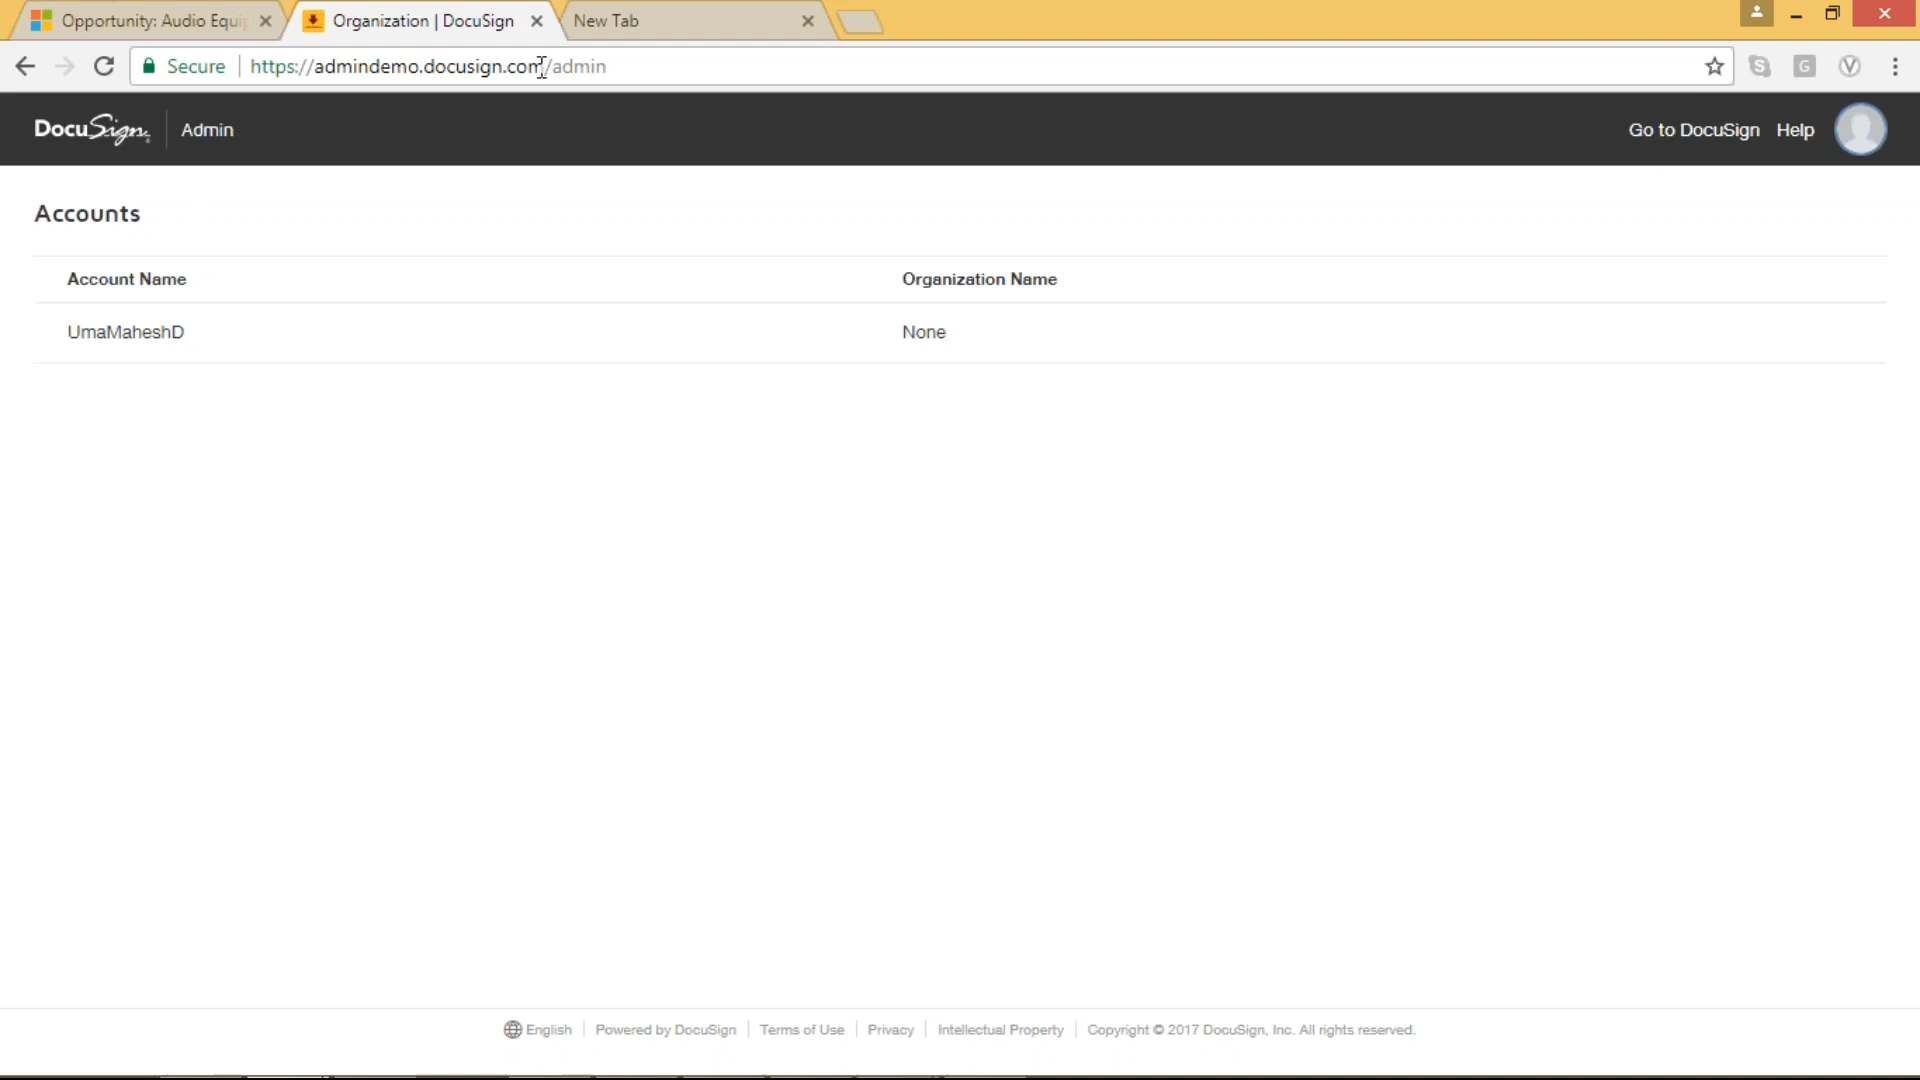 Opportunity: Audio Equip
Organization | DocuSign
New Tab
Secure
https://admindemo.docusign.com/admin
S
G
V
DocuSign
Admin
Go to DocuSign
Help
Accounts
Account Name
Organization Name
UmaMaheshD
None
English
Powered by DocuSign
Terms of Use
Privacy
Intellectual Property
Copyright © 2017 DocuSign, Inc. All rights reserved.